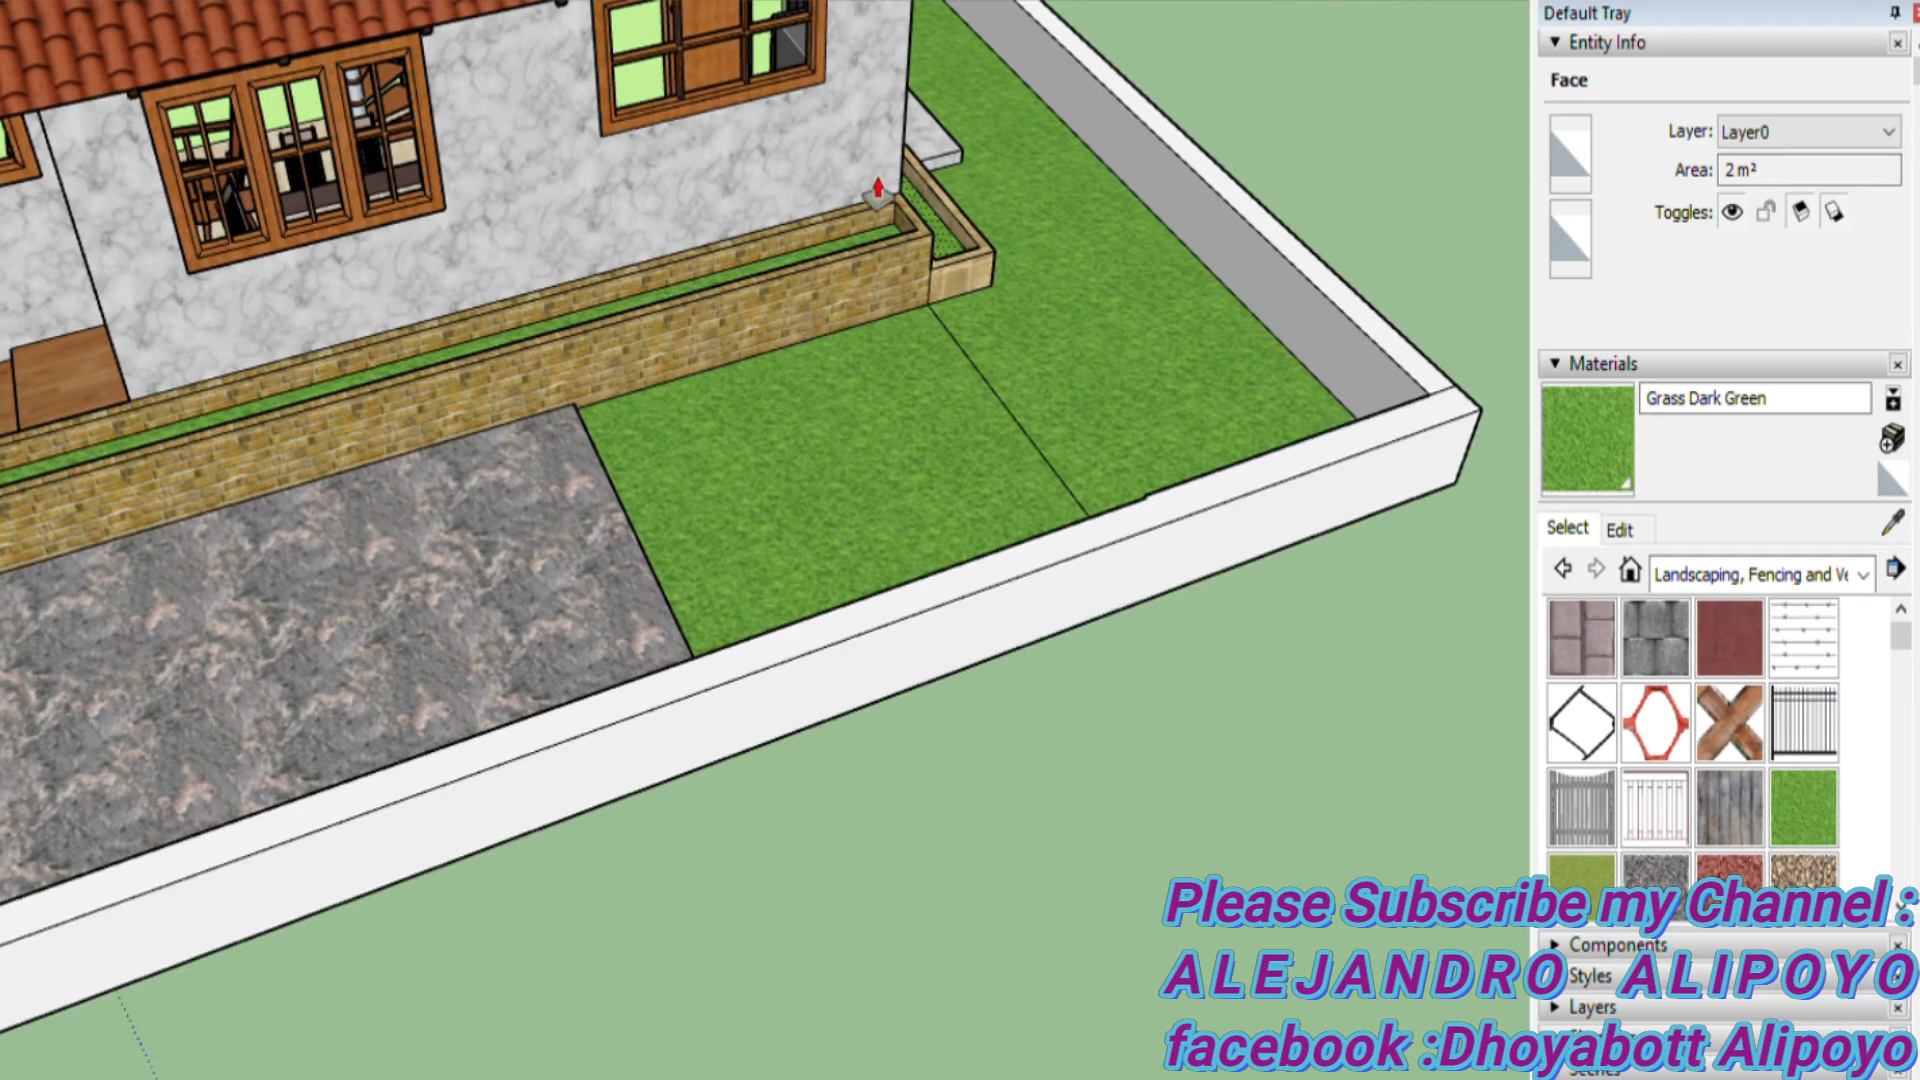 Default Tray
Entity Info
Face
Layer: Layer0
Area: 2 m²
Toggles:
Materials
Grass Dark Green
Select Edit
Landscaping, Fencing and Ve
Please Subscribe my Channel :
Components
ALEJANDRO ALIPOYO
Styles
Layers
facebook :Dhoyabott Alipoyo
Scenes